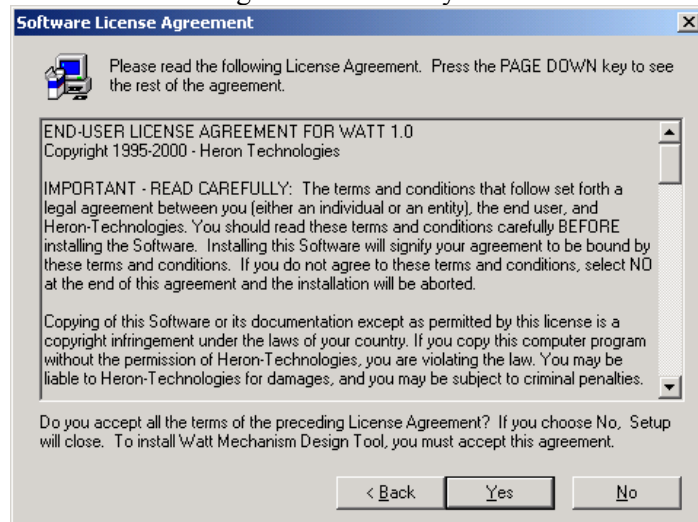 Software License Agreement
Please read the following License Agreement. Press the PAGE DOWN key to see
the rest of the agreement.
END-USER LICENSE AGREEMENT FOR WATT 1.0
Copyright 1995-2000 - Heron Technologies
IMPORTANT - READ CAREFULLY: The terms and conditions that follow set forth a
legal agreement between you (either an individual or an entity), the end user, and
Heron-Technologies. You should read these terms and conditions carefully BEFORE
installing the Software. Installing this Software will signify your agreement to be bound by
these terms and conditions. If you do not agree to these terms and conditions, select NO
at the end of this agreement and the installation will be aborted.
Copying of this Software or its documentation except as permitted by this license is a
copyright infringement under the laws of your country. If you copy this computer program
without the permission of Heron-Technologies, you are violating the law. You may be
liable to Heron-Technologies for damages, and you may be subject to criminal penalties.
Do you accept all the terms of the preceding License Agreement? If you choose No, Setup
will close. To install Watt Mechanism Design Tool, you must accept this agreement.
< Back Yes No